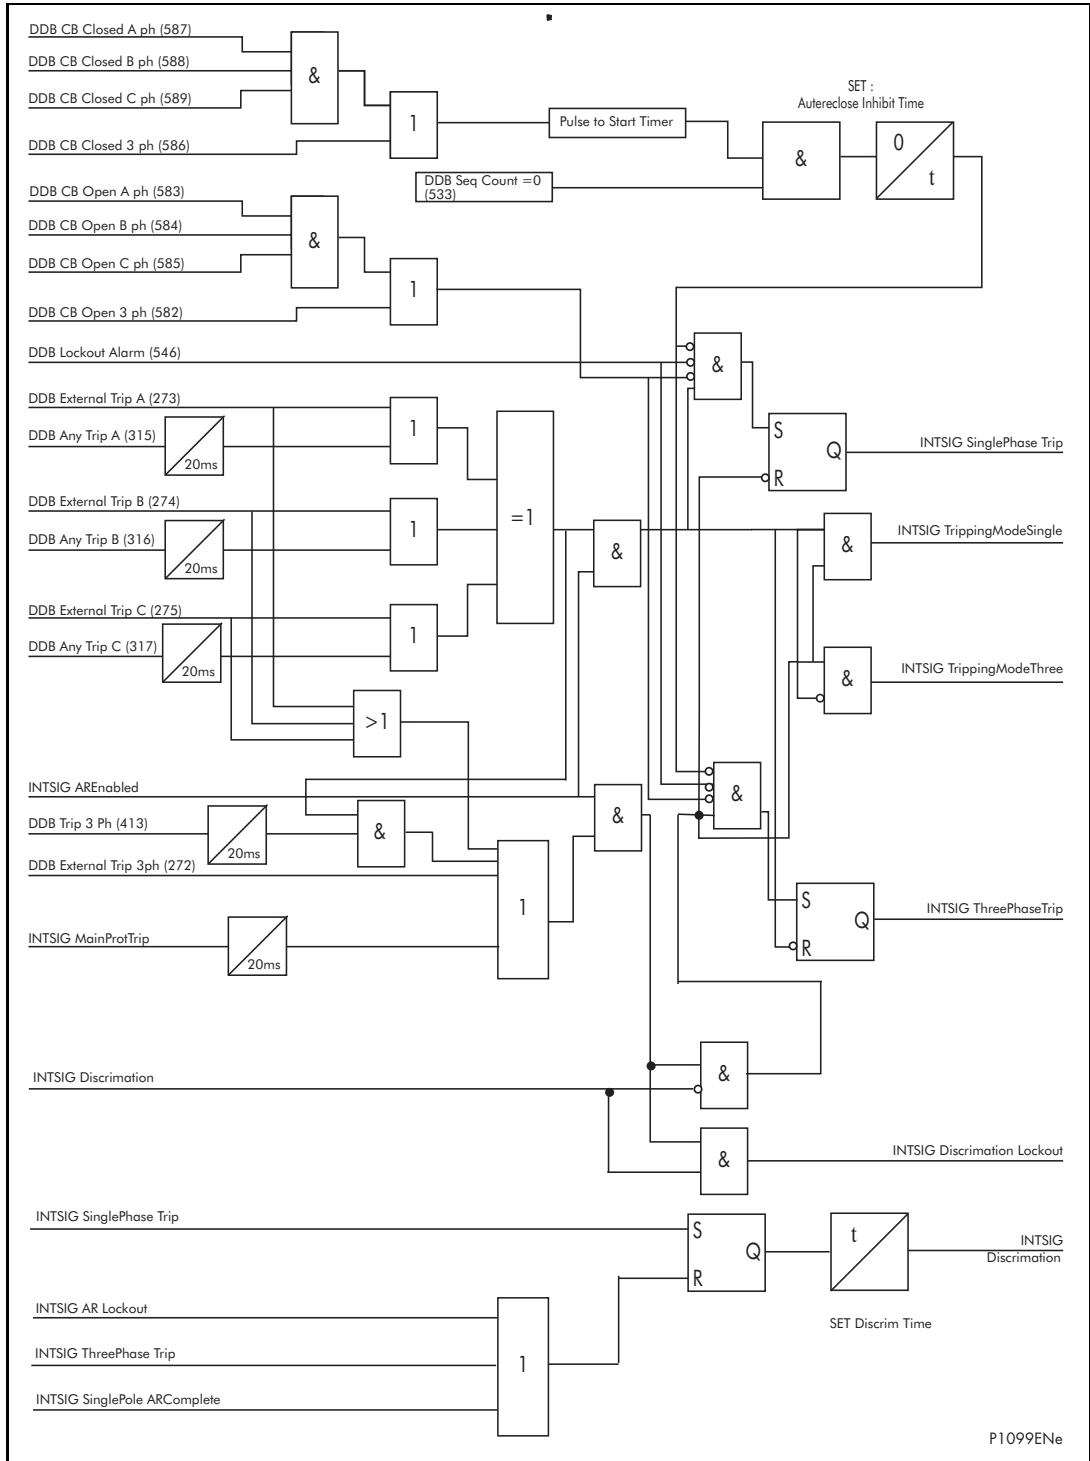 DDB CB Closed A ph (587)
DDB CB Closed B ph (588)
&
DDB CB Closed C ph (589)
DDB CB Closed 3 ph (586)
1
Pulse to Start Timer
SET :
Autereclose Inhibit Time
&
0
t
DDB Seq Count =0
(533)
DDB CB Open A ph (583)
DDB CB Open B ph (584)
&
DDB CB Open C ph (585)
1
DDB CB Open 3 ph (582)
DDB Lockout Alarm (546)
&
DDB External Trip A (273)
1
DDB Any Trip A (315)
20ms
S
Q
R
INTSIG SinglePhase Trip
DDB External Trip B (274)
1
=1
DDB Any Trip B (316)
20ms
&
&
INTSIG TrippingModeSingle
DDB External Trip C (275)
1
DDB Any Trip C (317)
20ms
&
INTSIG TrippingModeThree
>1
INTSIG AREnabled
&
&
DDB Trip 3 Ph (413)
20ms
&
DDB External Trip 3ph (272)
1
S
Q
R
INTSIG ThreePhaseTrip
INTSIG MainProtTrip
20ms
INTSIG Discrimation
&
&
INTSIG Discrimation Lockout
INTSIG SinglePhase Trip
S
Q
R
t
INTSIG
Discrimation
SET Discrim Time
INTSIG AR Lockout
INTSIG ThreePhase Trip
1
INTSIG SinglePole ARComplete
P1099ENe